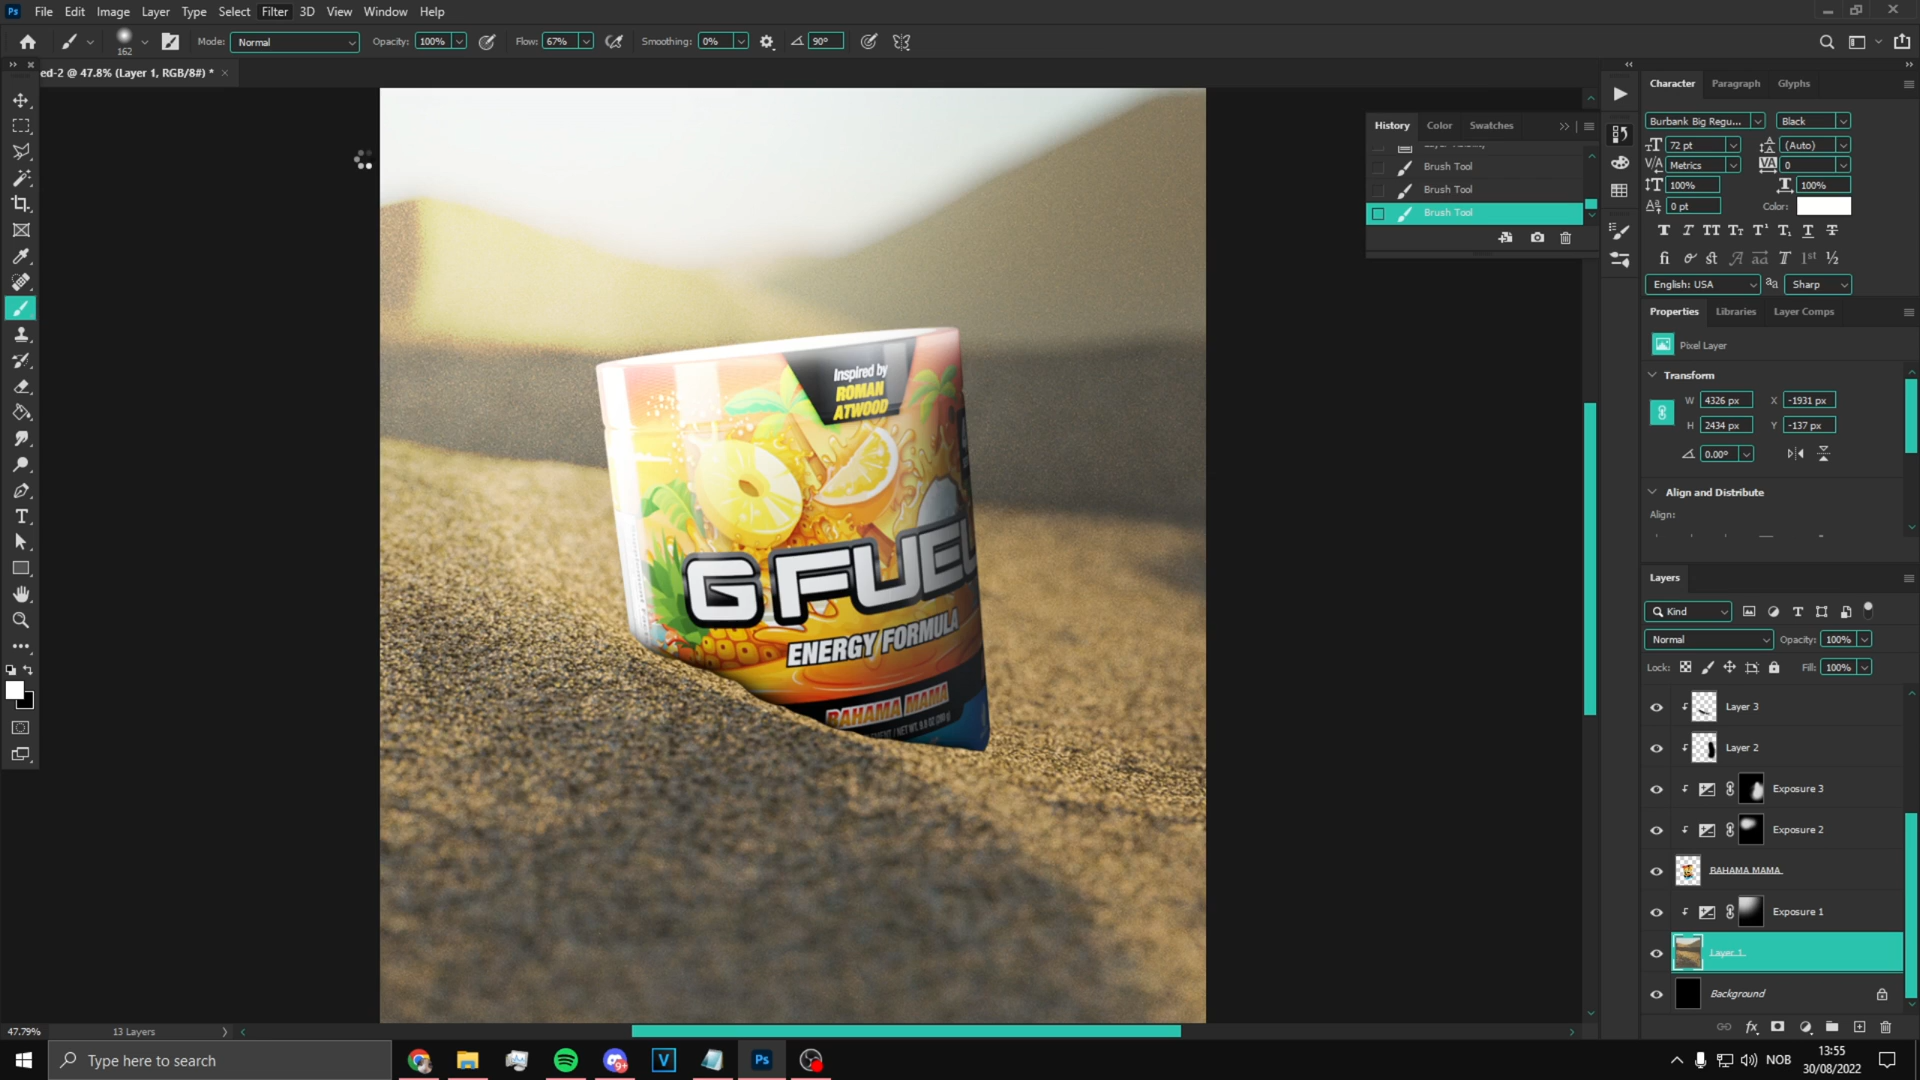 Ps File Edit Image Layer Type Select Filter 3D View Window Help
162 Mode: Normal Opacity: 100% Flow: 67% Smoothing: 0% 90°
ed-2 @ 47.8% (Layer 1, RGB/8#) * ×
History Color Swatches
Brush Tool
Brush Tool
Brush Tool
Character Paragraph Glyphs
Burbank Big Regu... Black
72 pt (Auto)
Metrics 0
100% 100%
0 pt Color:
English: USA aa Sharp
Properties Libraries Layer Comps
Pixel Layer
Transform
W 4326 px X -1931 px
H 2434 px Y -137 px
0.00°
Align and Distribute
Align:
Layers
Kind
Normal Opacity: 100%
Lock: Fill: 100%
Layer 3
Layer 2
Exposure 3
Exposure 2
BAHAMA MAMA
Exposure 1
Layer 1
Background
Inspired by
ROMAN
ATWOOD
G FUEL
ENERGY FORMULA
BAHAMA MAMA
47.79% 13 Layers
Type here to search
9+
V
Ps
NOB
13:55
30/08/2022